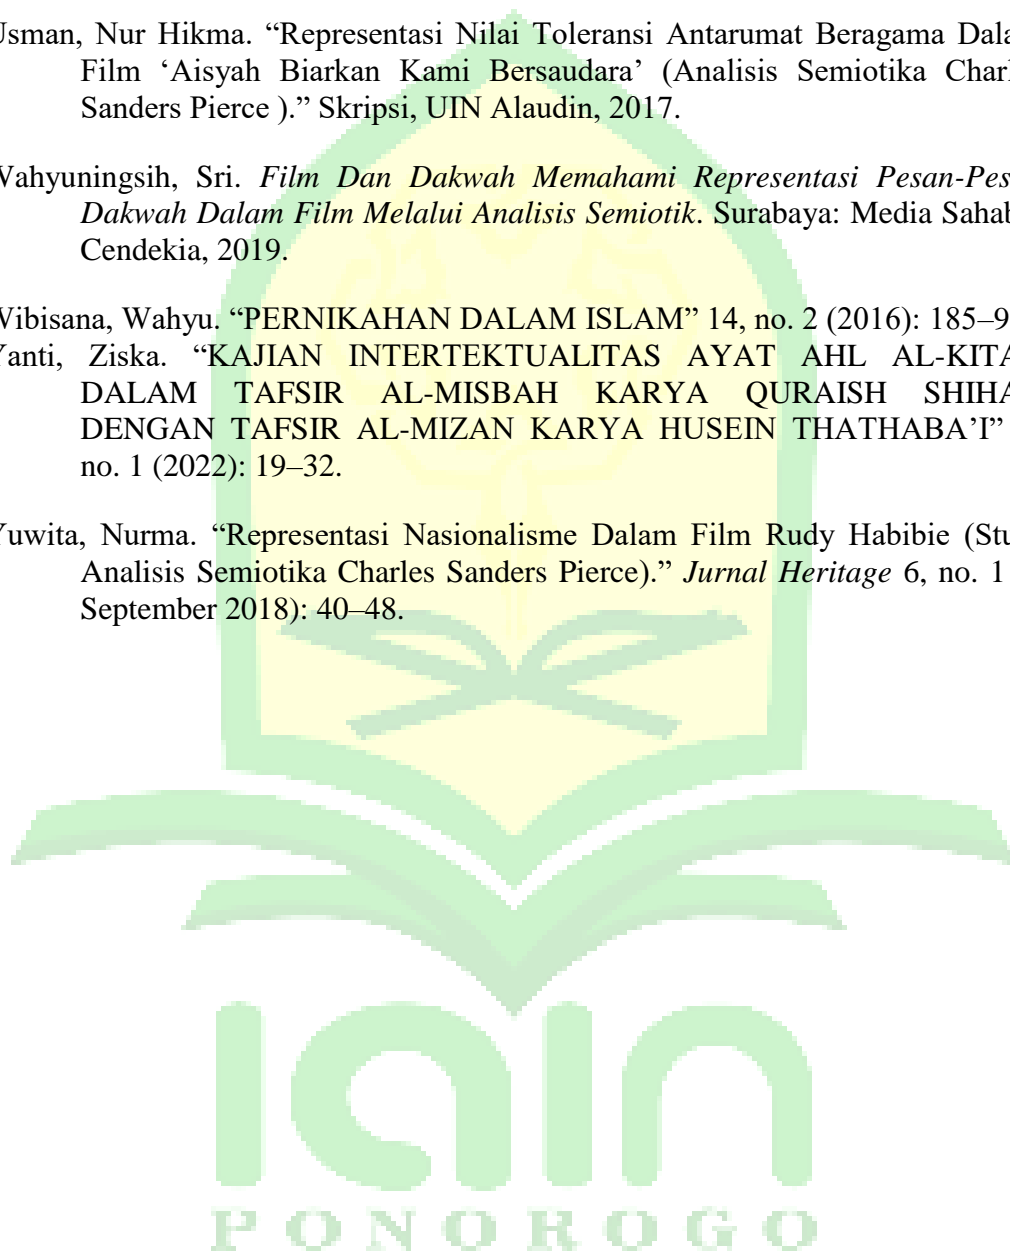 Usman, Nur Hikma. “Representasi Nilai Toleransi Antarumat Beragama Dala
Film ‘Aisyah Biarkan Kami Bersaudara’ (Analisis Semiotika Charl
Sanders Pierce ).” Skripsi, UIN Alaudin, 2017.
Wahyuningsih, Sri. Film Dan Dakwah Memahami Representasi Pesan-Pes
Dakwah Dalam Film Melalui Analisis Semiotik. Surabaya: Media Sahab
Cendekia, 2019.
Wibisana, Wahyu. “PERNIKAHAN DALAM ISLAM” 14, no. 2 (2016): 185–9
Yanti, Ziska. “KAJIAN INTERTEKTUALITAS AYAT AHL AL-KITA
DALAM TAFSIR AL-MISBAH KARYA QURAISH SHIHA
DENGAN TAFSIR AL-MIZAN KARYA HUSEIN THATHABA’I”
no. 1 (2022): 19–32.
Yuwita, Nurma. “Representasi Nasionalisme Dalam Film Rudy Habibie (Stu
Analisis Semiotika Charles Sanders Pierce).” Jurnal Heritage 6, no. 1
September 2018): 40–48.
iain
PONOROGO